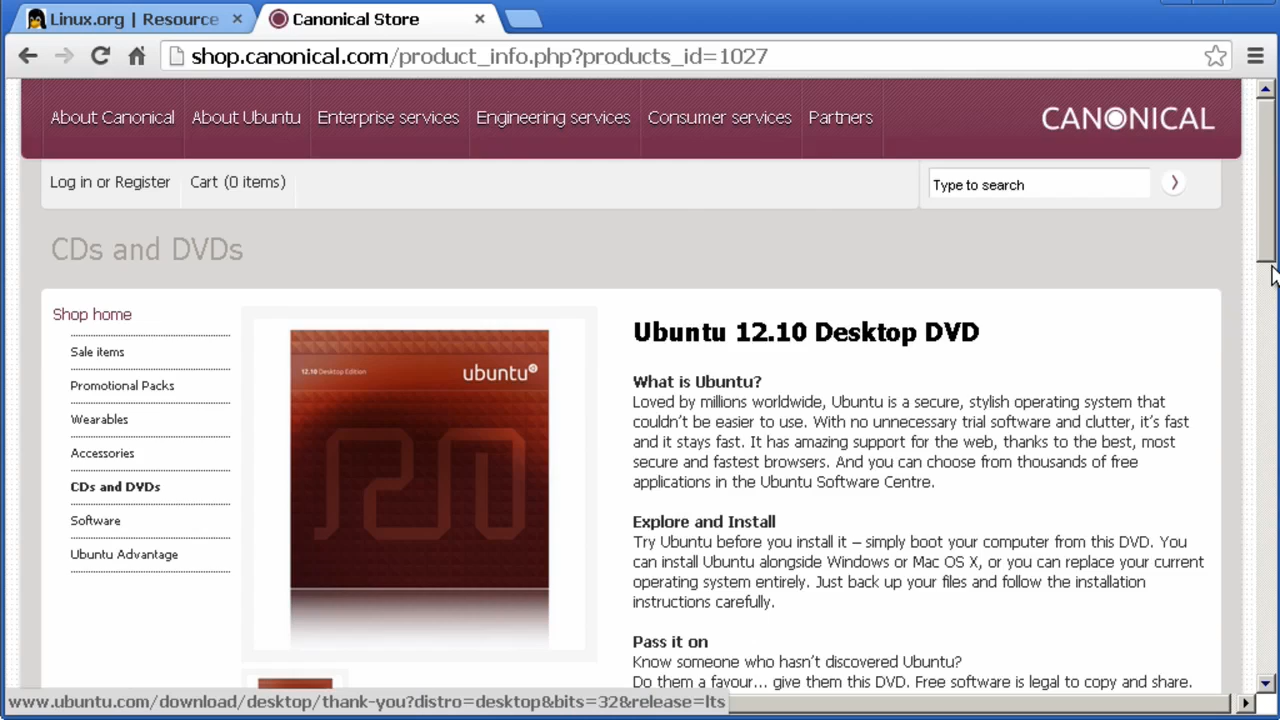 Linux.org | Resource
Canonical Store
shop.canonical.com/product_info.php?products_id=1027
About Canonical
About Ubuntu
Enterprise services
Engineering services
Consumer services
Partners
CANONICAL
Log in or Register
Cart (0 items)
Type to search
CDs and DVDs
Shop home
Sale items
Promotional Packs
Wearables
Accessories
CDs and DVDs
Software
Ubuntu Advantage
12.10 Desktop Edition
ubuntu
Ubuntu 12.10 Desktop DVD
What is Ubuntu?
Loved by millions worldwide, Ubuntu is a secure, stylish operating system that
couldn't be easier to use. With no unnecessary trial software and clutter, it's fast
and it stays fast. It has amazing support for the web, thanks to the best, most
secure and fastest browsers. And you can choose from thousands of free
applications in the Ubuntu Software Centre.
Explore and Install
Try Ubuntu before you install it – simply boot your computer from this DVD. You
can install Ubuntu alongside Windows or Mac OS X, or you can replace your current
operating system entirely. Just back up your files and follow the installation
instructions carefully.
Pass it on
Know someone who hasn't discovered Ubuntu?
Do them a favour... give them this DVD. Free software is legal to copy and share.
www.ubuntu.com/download/desktop/thank-you?distro=desktop&bits=32&release=lts